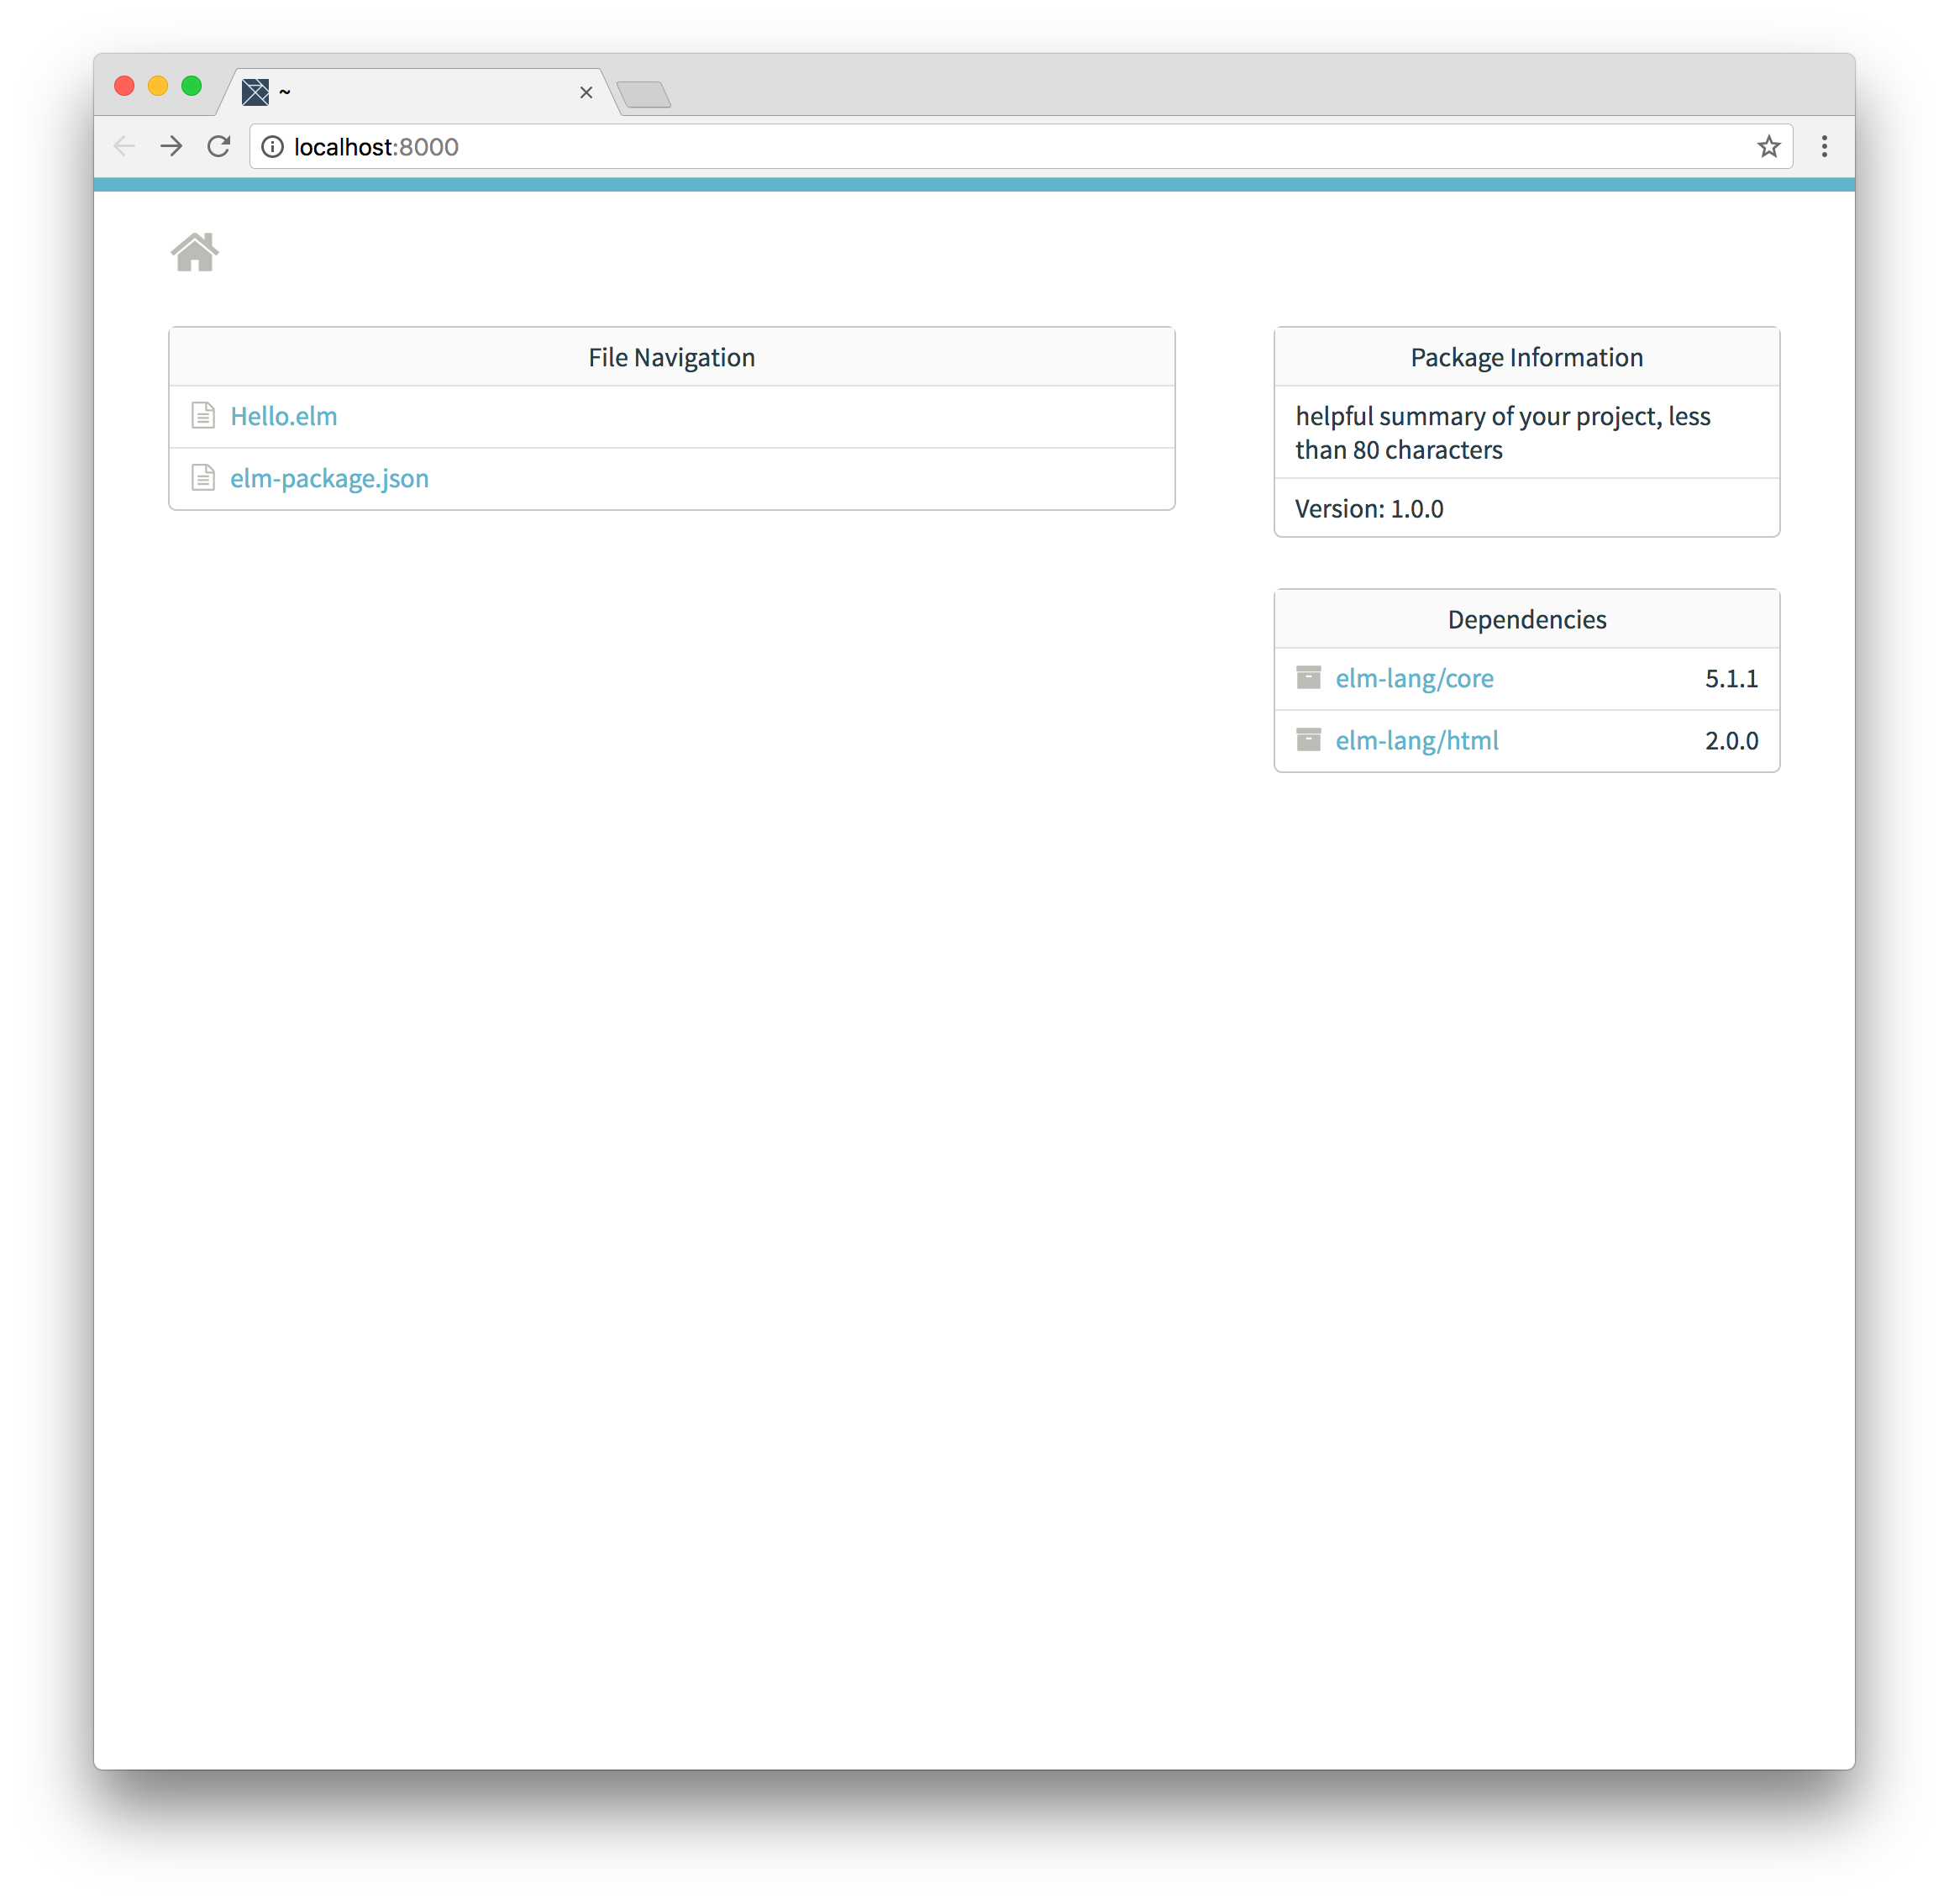 ~
localhost:8000
File Navigation
Hello.elm
elm-package.json
Package Information
helpful summary of your project, less
than 80 characters
Version: 1.0.0
Dependencies
elm-lang/core 5.1.1
elm-lang/html 2.0.0